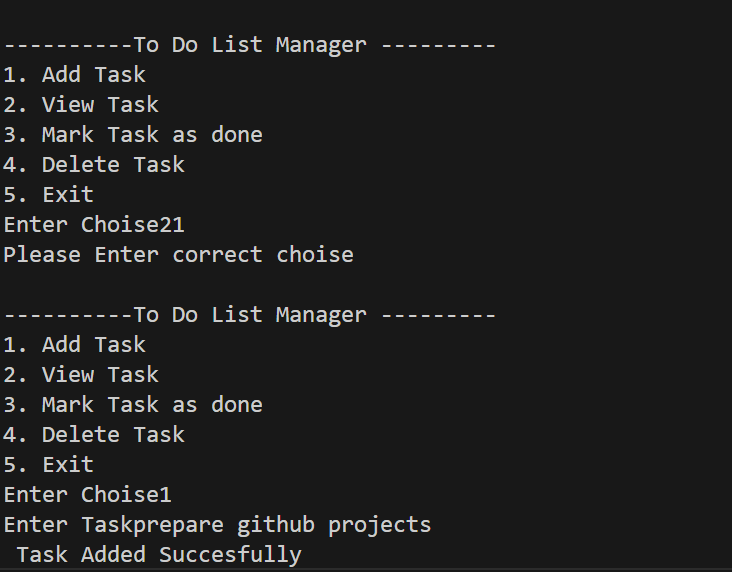 ----------To Do List Manager ---------
1. Add Task
2. View Task
3. Mark Task as done
4. Delete Task
5. Exit
Enter Choise21
Please Enter correct choise
----------To Do List Manager ---------
1. Add Task
2. View Task
3. Mark Task as done
4. Delete Task
5. Exit
Enter Choise1
Enter Taskprepare github projects
 Task Added Succesfully